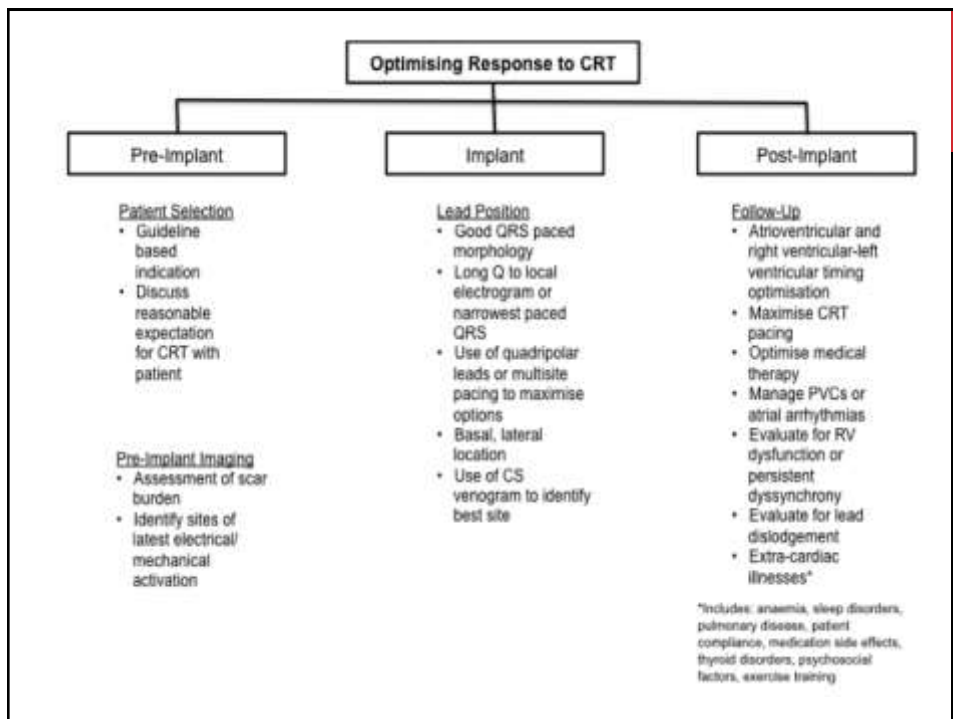 Optimising Response to CRT
Pre-Implant
Implant
Post-Implant
Patient Selection
• Guideline
based
indication
• Discuss
reasonable
expectation
for CRT with
patient
Pre-Implant Imaging
• Assessment of scar
burden
• Identify sites of
latest electrical/
mechanical
activation
Lead Position
• Good QRS paced
morphology
• Long Q to local
electrogram or
narrowest paced
QRS
• Use of quadripolar
leads or multisite
pacing to maximise
options
• Basal, lateral
location
• Use of CS
venogram to identify
best site
Follow-Up
• Atrioventricular and
right ventricular-left
ventricular timing
optimisation
• Maximise CRT
pacing
• Optimise medical
therapy
• Manage PVCs or
atrial arrhythmias
• Evaluate for RV
dysfunction or
persistent
dyssynchrony
• Evaluate for lead
dislodgement
• Extra-cardiac
illnesses*
*Includes: anaemia, sleep disorders,
pulmonary disease, patient
compliance, medication side effects,
thyroid disorders, psychosocial
factors, exercise training